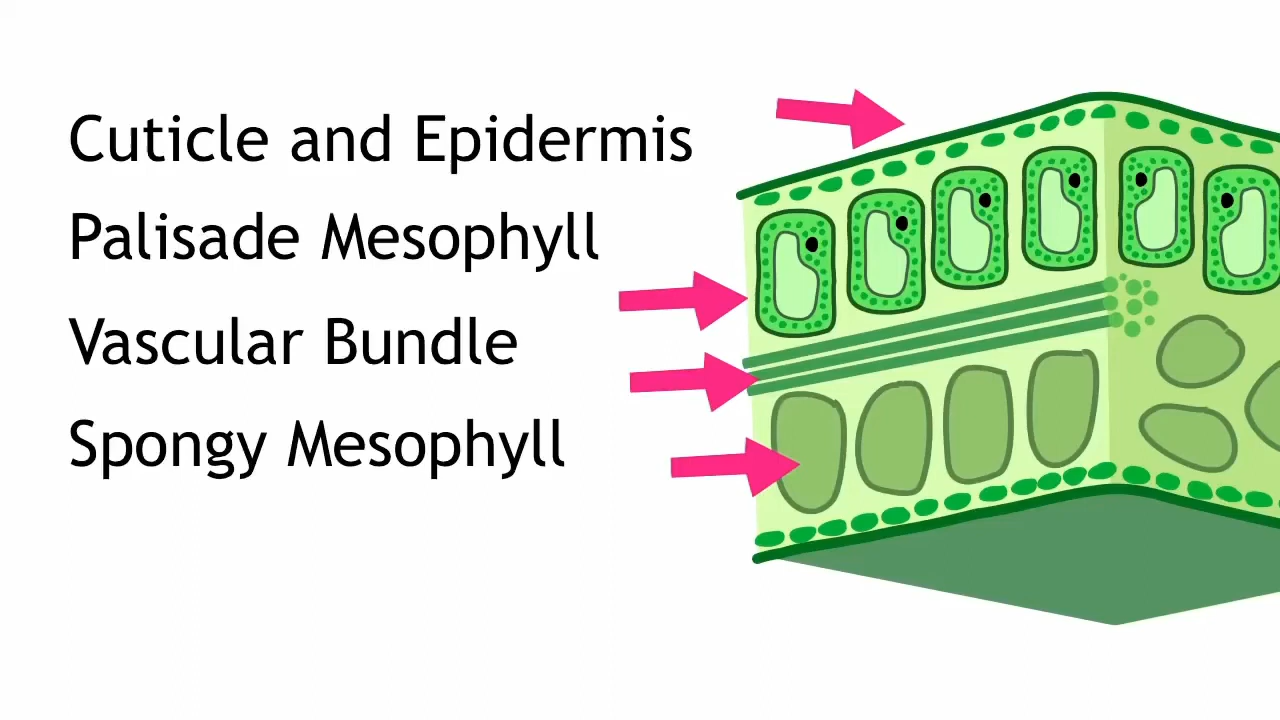 Cuticle and Epidermis
Palisade Mesophyll
Vascular Bundle
Spongy Mesophyll